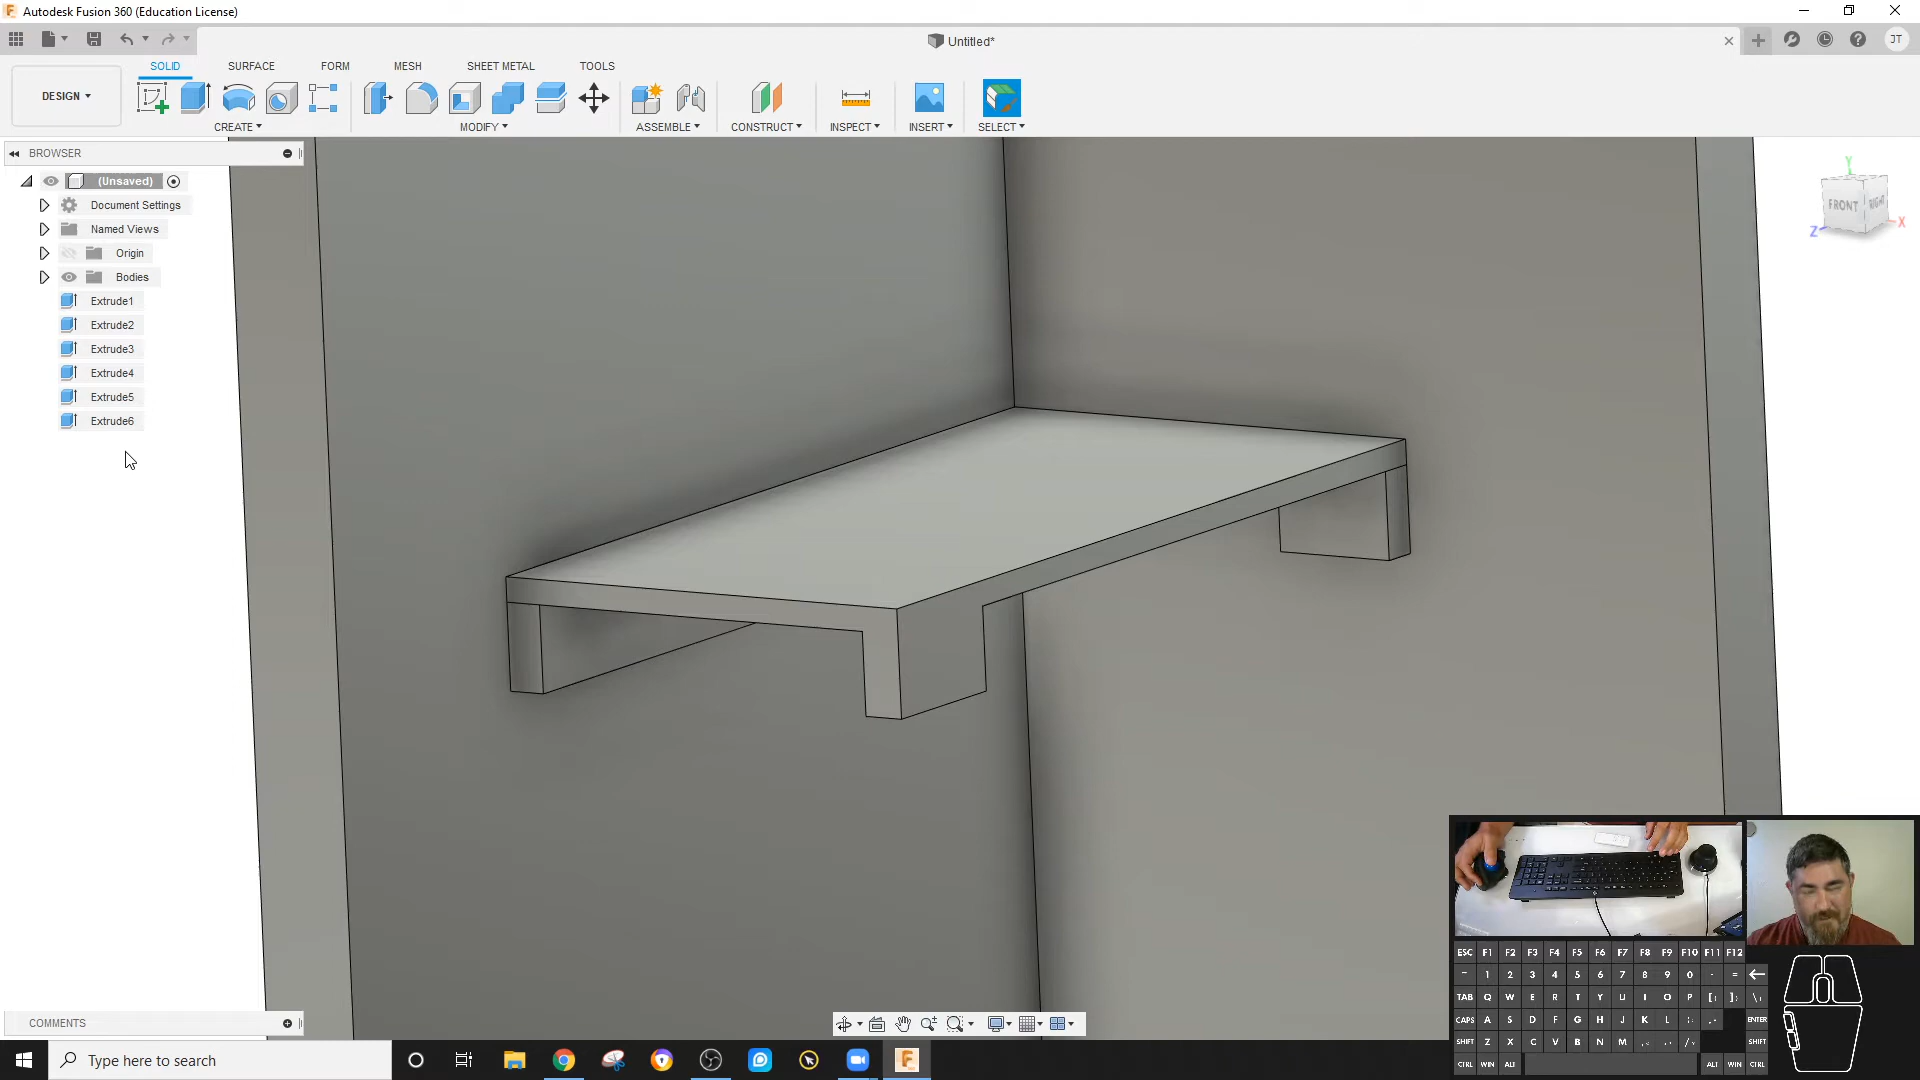 Autodesk Fusion 360 (Education License)
Untitled*
JT
DESIGN
SOLID SURFACE FORM MESH SHEET METAL TOOLS
CREATE MODIFY ASSEMBLE CONSTRUCT INSPECT INSERT SELECT
BROWSER
(Unsaved)
Document Settings
Named Views
Origin
Bodies
Extrude1
Extrude2
Extrude3
Extrude4
Extrude5
Extrude6
Y
FRONT RIGHT
X
Z
COMMENTS
ESC F1 F2 F3 F4 F5 F6 F7 F8 F9 F10 F11 F12
1 2 3 4 5 6 7 8 9 0 - =
TAB Q W E R T Y U I O P
CAPS A S D F G H J K L ENTER
SHIFT Z X C V B N M SHIFT
CTRL WIN ALT ALT WIN CTRL
Type here to search